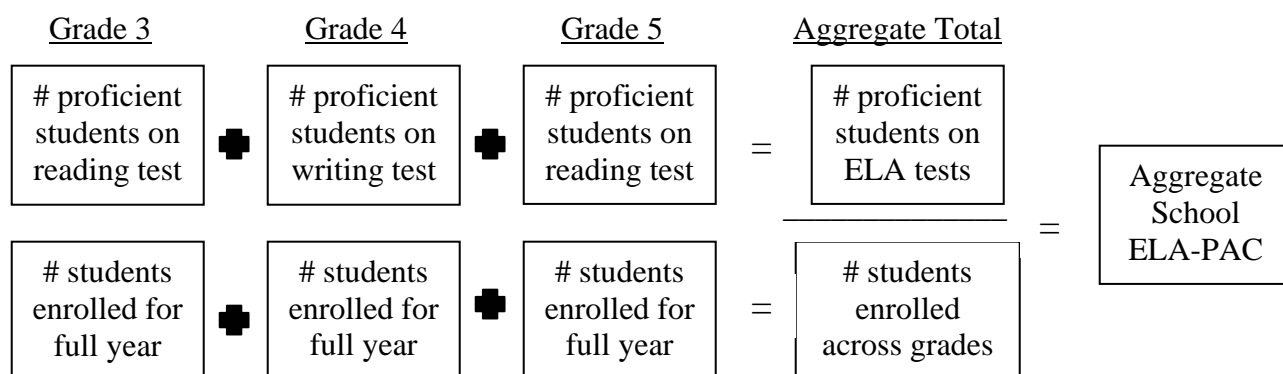 Grade 3
Grade 4
Grade 5
Aggregate Total
# proficient
students on
reading test
# proficient
students on
writing test
# proficient
students on
reading test
=
# proficient
students on
ELA tests
=
Aggregate
School
ELA-PAC
# students
enrolled for
full year
# students
enrolled for
full year
# students
enrolled for
full year
=
# students
enrolled
across grades